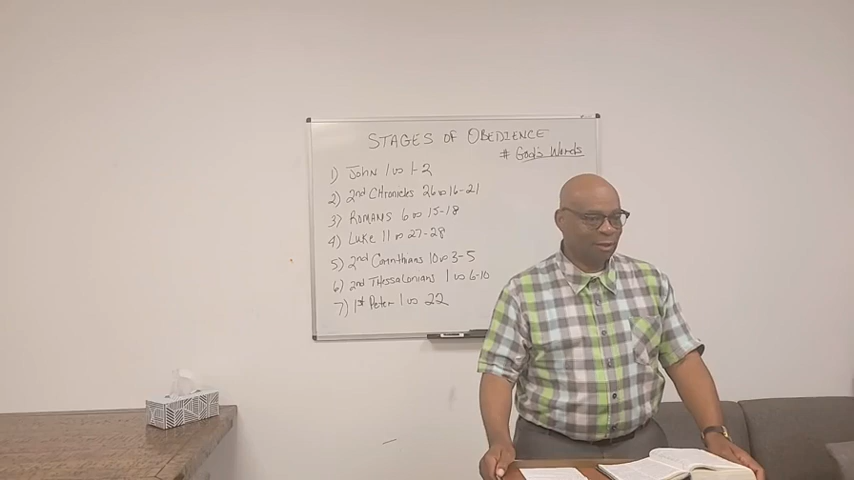 STAGES OF OBEDIENCE
# God's Words
1) John 1 vs 1-2
2) 2nd Chronicles 26 vs 16-21
3) ROMANS 6 vs 15-18
4) Luke 11 vs 27-28
5) 2nd Corinthians 10 vs 3-5
6) 2nd Thessalonians 1 vs 6-10
7) 1st Peter 1 vs 22